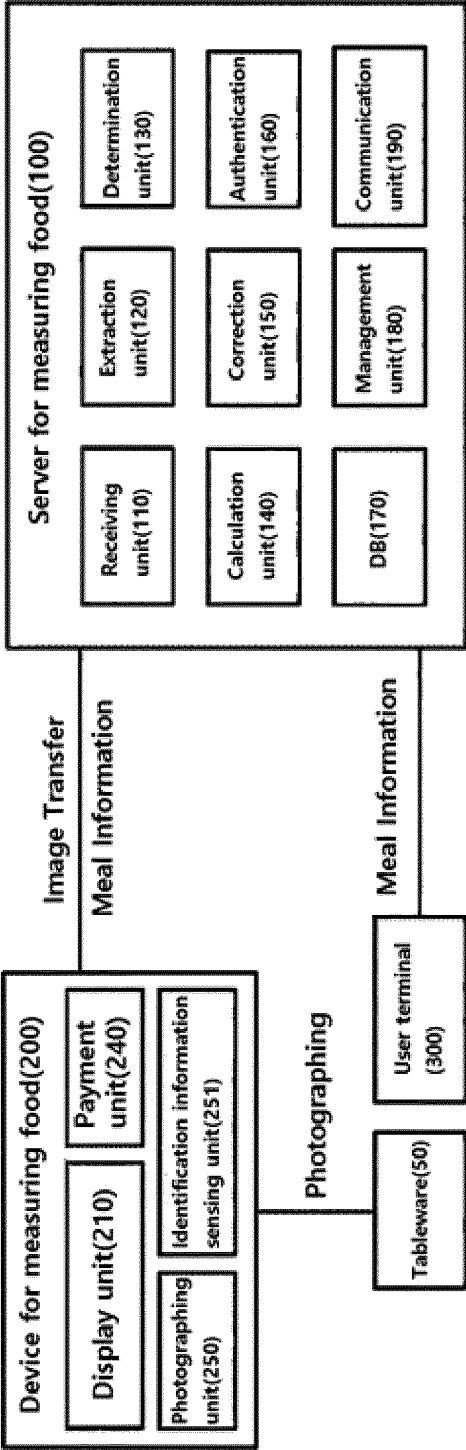 Device for measuring food(200)
Display unit(210)
Payment
unit(240)
Photographing
unit(250)
Identification information
sensing unit(251)
Image Transfer
Meal Information
Photographing
Tableware(50)
User terminal
(300)
Meal Information
Server for measuring food(100)
Receiving
unit(110)
Extraction
unit(120)
Determination
unit(130)
Calculation
unit(140)
Correction
unit(150)
Authentication
unit(160)
DB(170)
Management
unit(180)
Communication
unit(190)